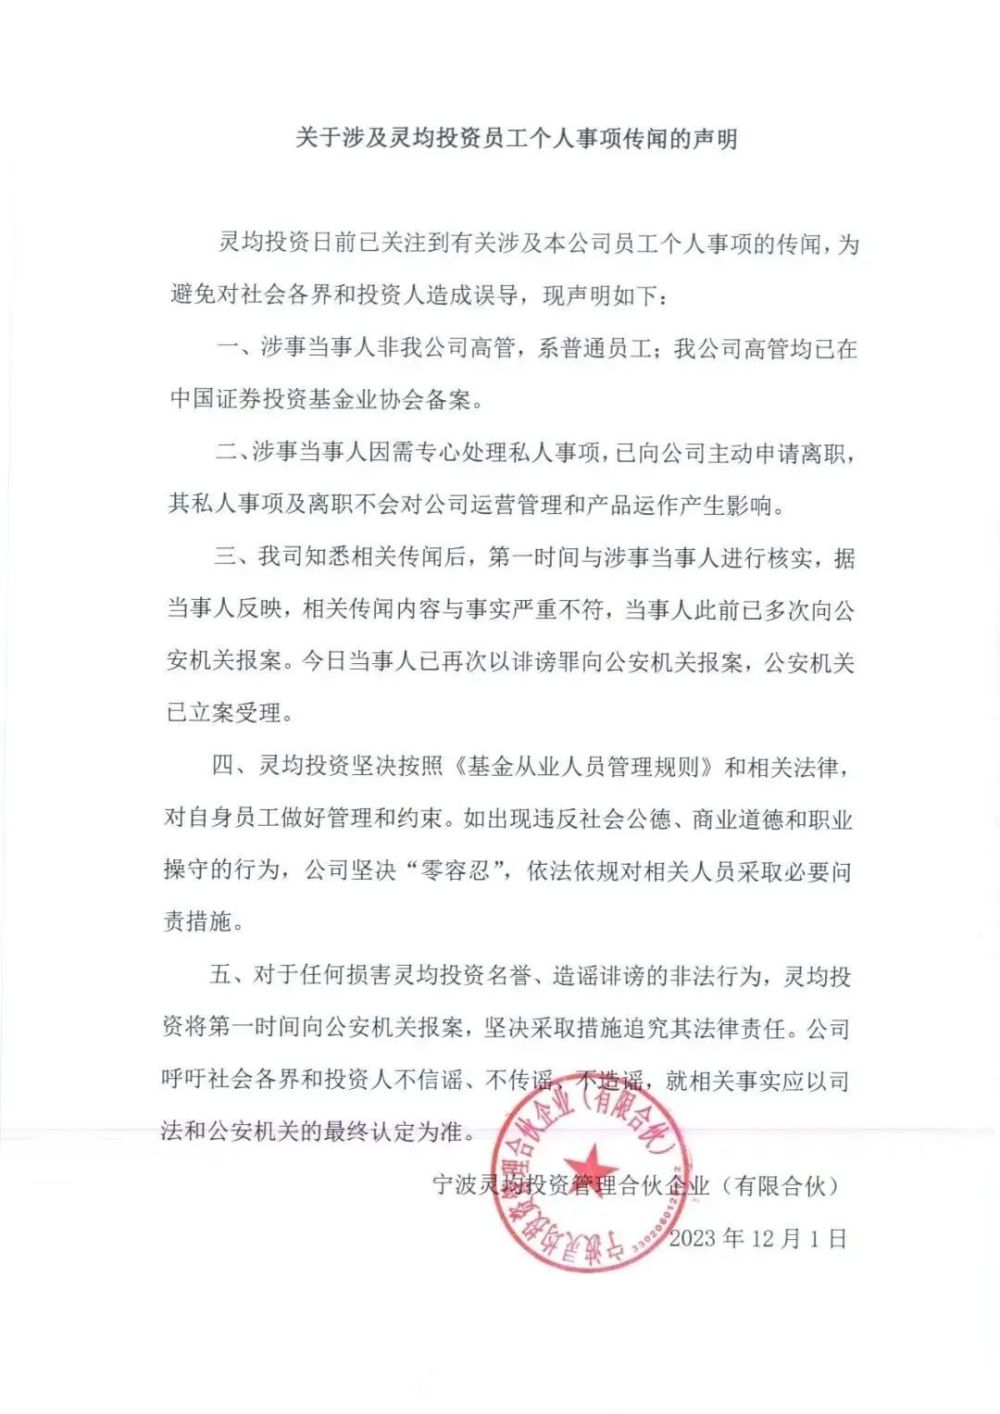 关于涉及灵均投资员工个人事项传闻的声明
灵均投资日前已关注到有关涉及本公司员工个人事项的传闻，为
避免对社会各界和投资人造成误导，现声明如下：
一、涉事当事人非我公司高管，系普通员工；我公司高管均已在
中国证券投资基金业协会备案。
二、涉事当事人因需专心处理私人事项，已向公司主动申请离职，
其私人事项及离职不会对公司运营管理和产品运作产生影响。
三、我司知悉相关传闻后，第一时间与涉事当事人进行核实，据
当事人反映，相关传闻内容与事实严重不符，当事人此前已多次向公
安机关报案。今日当事人已再次以诽谤罪向公安机关报案，公安机关
已立案受理。
四、灵均投资坚决按照《基金从业人员管理规则》和相关法律，
对自身员工做好管理和约束。如出现违反社会公德、商业道德和职业
操守的行为，公司坚决“零容忍”，依法依规对相关人员采取必要问
责措施。
五、对于任何损害灵均投资名誉、造谣诽谤的非法行为，灵均投
资将第一时间向公安机关报案，坚决采取措施追究其法律责任。公司
呼吁社会各界和投资人不信谣、不传谣、不造谣，就相关事实应以司
法和公安机关的最终认定为准。
宁波灵均投资管理合伙企业（有限合伙）
2023 年 12 月 1 日
宁波灵均投资管理合伙企业（有限合伙）